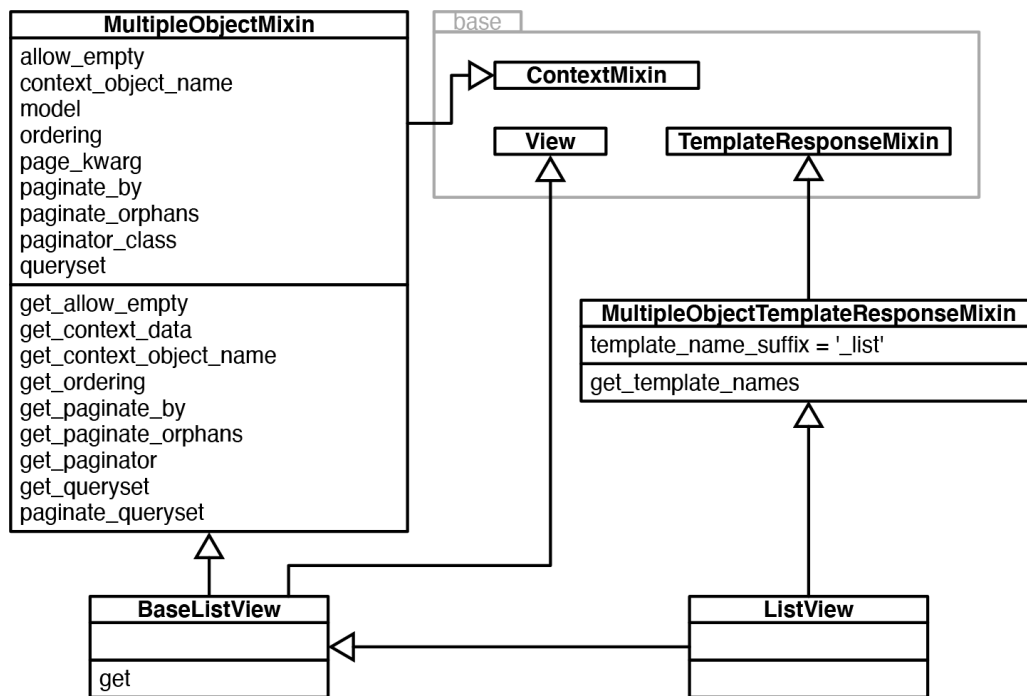 MultipleObjectMixin
allow_empty
context_object_name
model
ordering
page_kwarg
paginate_by
paginate_orphans
paginator_class
queryset
get_allow_empty
get_context_data
get_context_object_name
get_ordering
get_paginate_by
get_paginate_orphans
get_paginator
get_queryset
paginate_queryset
base
ContextMixin
View
TemplateResponseMixin
MultipleObjectTemplateResponseMixin
template_name_suffix = '_list'
get_template_names
BaseListView
get
ListView